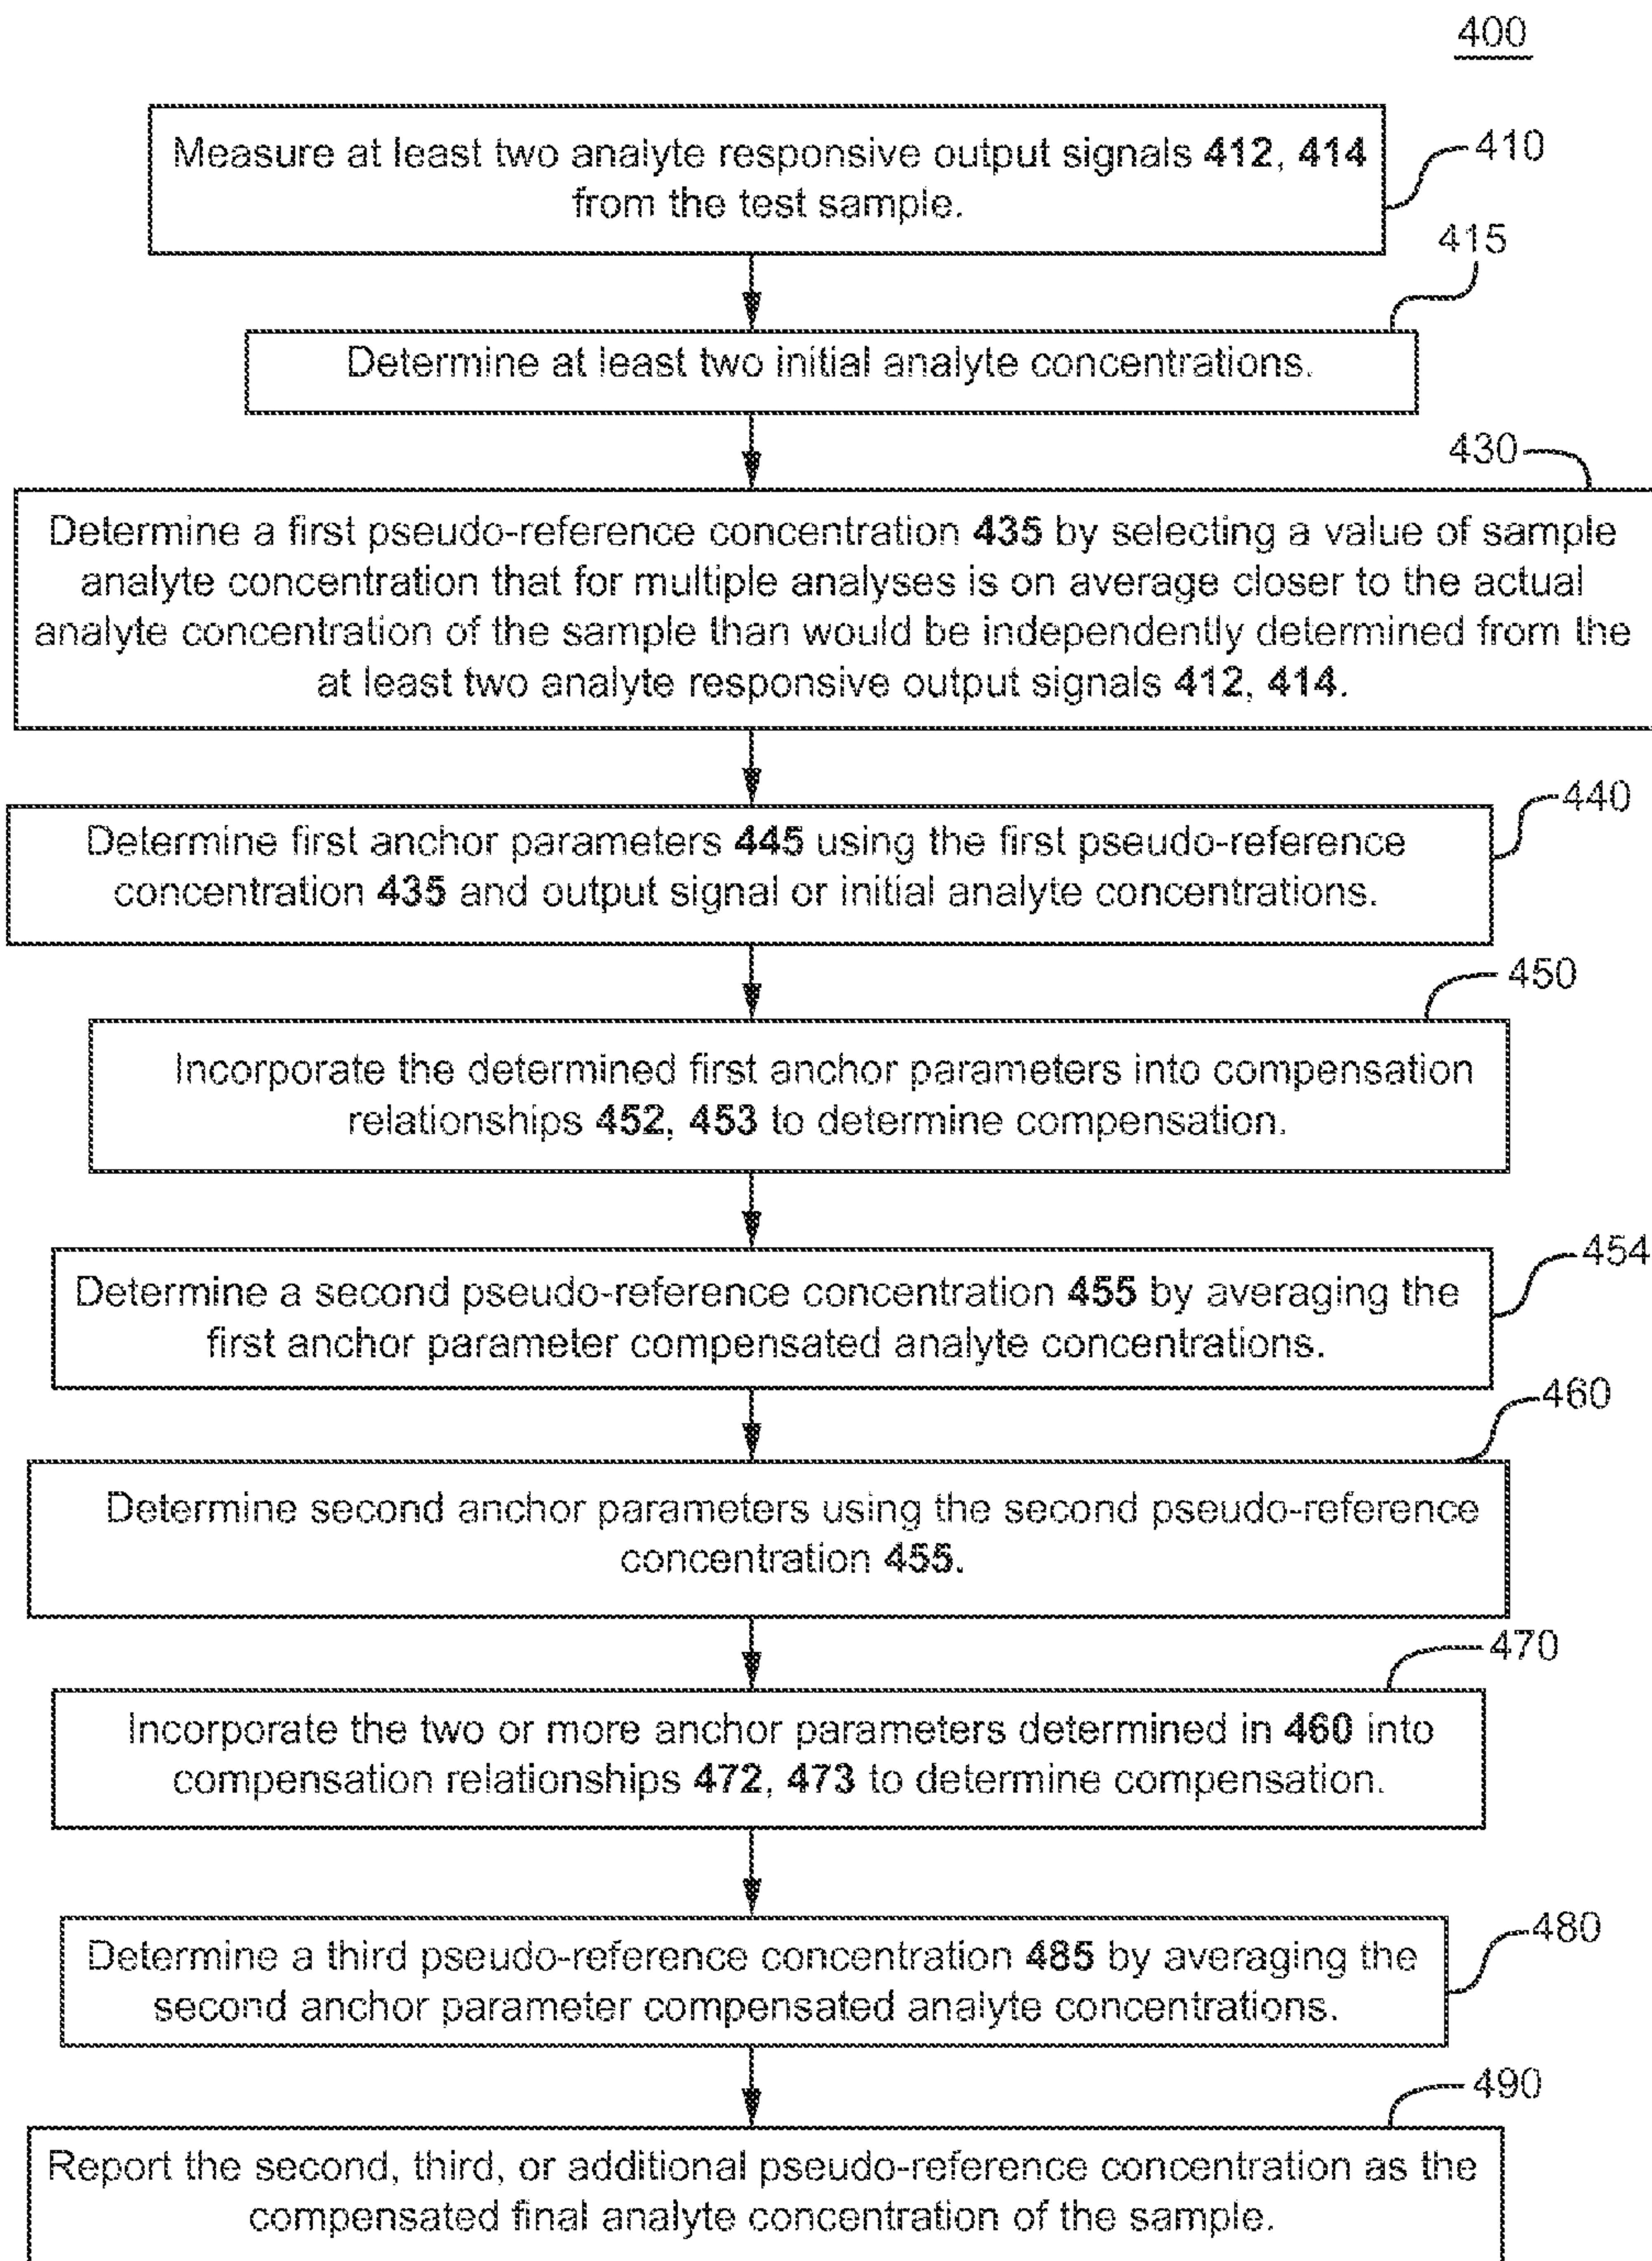 400
Measure at least two analyte responsive output signals 412, 414
from the test sample.
410
415
Determine at least two initial analyte concentrations.
430
Determine a first pseudo-reference concentration 435 by selecting a value of sample
analyte concentration that for multiple analyses is on average closer to the actual
analyte concentration of the sample than would be independently determined from the
at least two analyte responsive output signals 412, 414.
440
Determine first anchor parameters 445 using the first pseudo-reference
concentration 435 and output signal or initial analyte concentrations.
450
Incorporate the determined first anchor parameters into compensation
relationships 452, 453 to determine compensation.
454
Determine a second pseudo-reference concentration 455 by averaging the
first anchor parameter compensated analyte concentrations.
460
Determine second anchor parameters using the second pseudo-reference
concentration 455.
470
Incorporate the two or more anchor parameters determined in 460 into
compensation relationships 472, 473 to determine compensation.
480
Determine a third pseudo-reference concentration 485 by averaging the
second anchor parameter compensated analyte concentrations.
490
Report the second, third, or additional pseudo-reference concentration as the
compensated final analyte concentration of the sample.